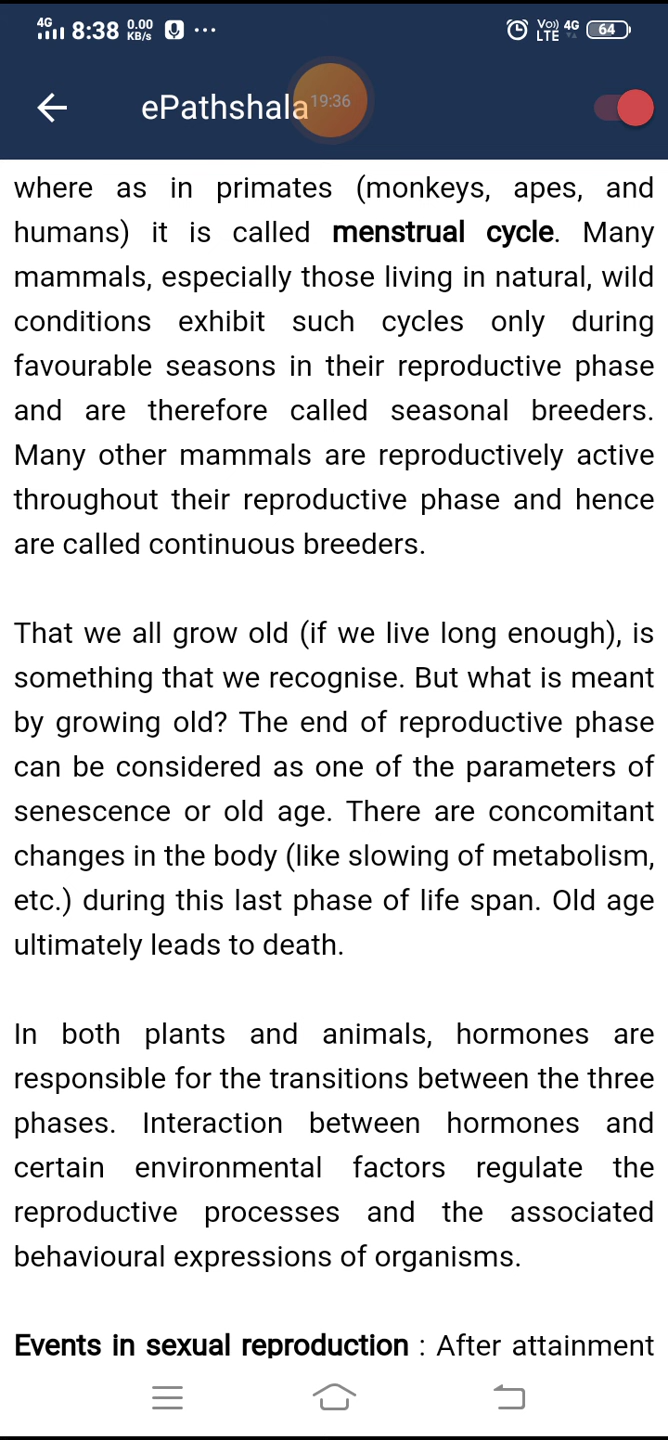 4G 8:38 0.00 KB/s ... Vo) LTE 4G 64
ePathshala 19:36
where as in primates (monkeys, apes, and
humans) it is called menstrual cycle. Many
mammals, especially those living in natural, wild
conditions exhibit such cycles only during
favourable seasons in their reproductive phase
and are therefore called seasonal breeders.
Many other mammals are reproductively active
throughout their reproductive phase and hence
are called continuous breeders.
That we all grow old (if we live long enough), is
something that we recognise. But what is meant
by growing old? The end of reproductive phase
can be considered as one of the parameters of
senescence or old age. There are concomitant
changes in the body (like slowing of metabolism,
etc.) during this last phase of life span. Old age
ultimately leads to death.
In both plants and animals, hormones are
responsible for the transitions between the three
phases. Interaction between hormones and
certain environmental factors regulate the
reproductive processes and the associated
behavioural expressions of organisms.
Events in sexual reproduction : After attainment